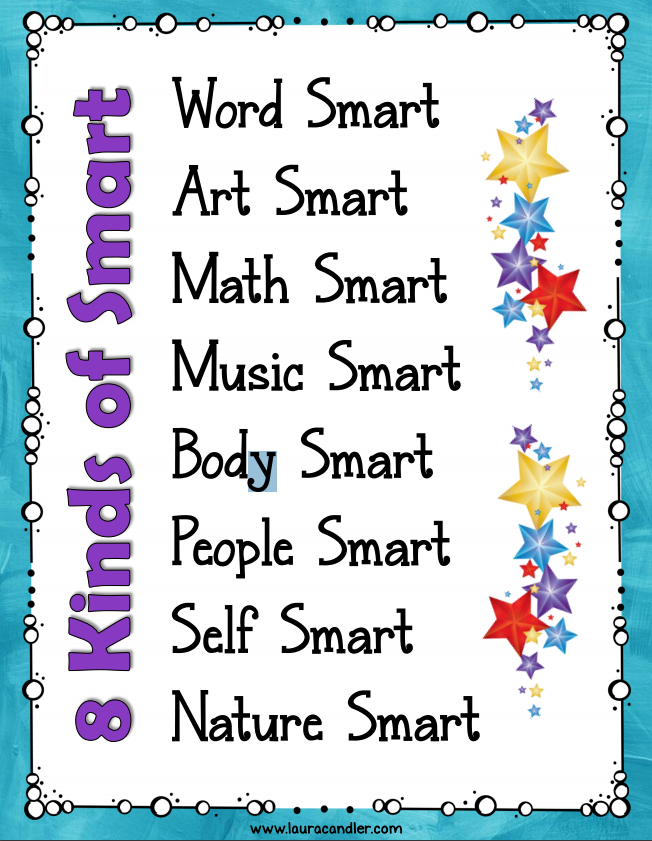 8 Kinds of Smart
Word Smart
Art Smart
Math Smart
Music Smart
Body Smart
People Smart
Self Smart
Nature Smart
www.lauracandler.com